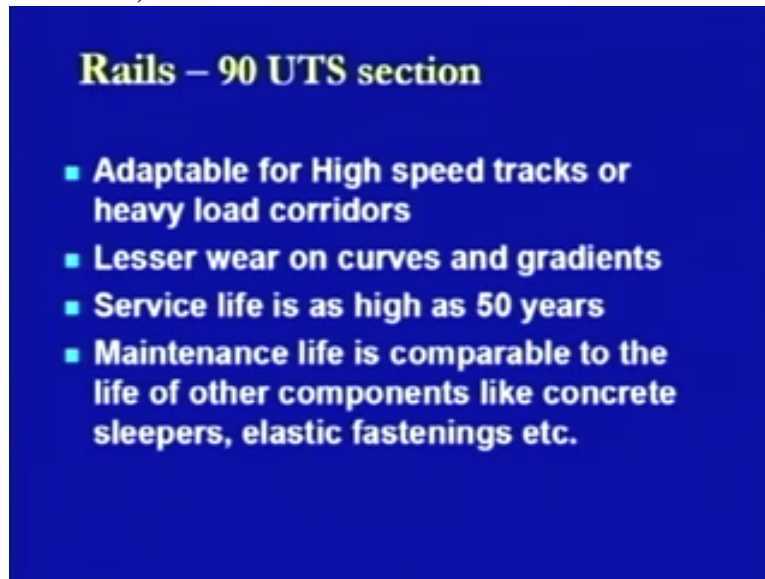 Rails – 90 UTS section
Adaptable for High speed tracks or
heavy load corridors
Lesser wear on curves and gradients
Service life is as high as 50 years
Maintenance life is comparable to the
life of other components like concrete
sleepers, elastic fastenings etc.